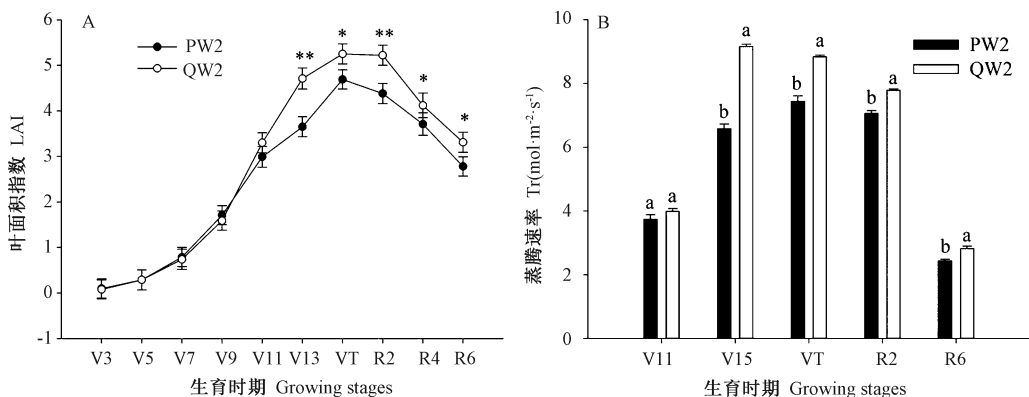 A
PW2
QW2
** * ** * *
6
5
4
3
2
1
0
-1
叶面积指数 LAI
V3 V5 V7 V9 V11 V13 VT R2 R4 R6
生育时期 Growing stages
B
PW2
QW2
10
8
6
4
2
0
蒸腾速率 Tr(mol·m⁻²·s⁻¹)
a a b a b a b a b a
V11 V15 VT R2 R6
生育时期 Growing stages